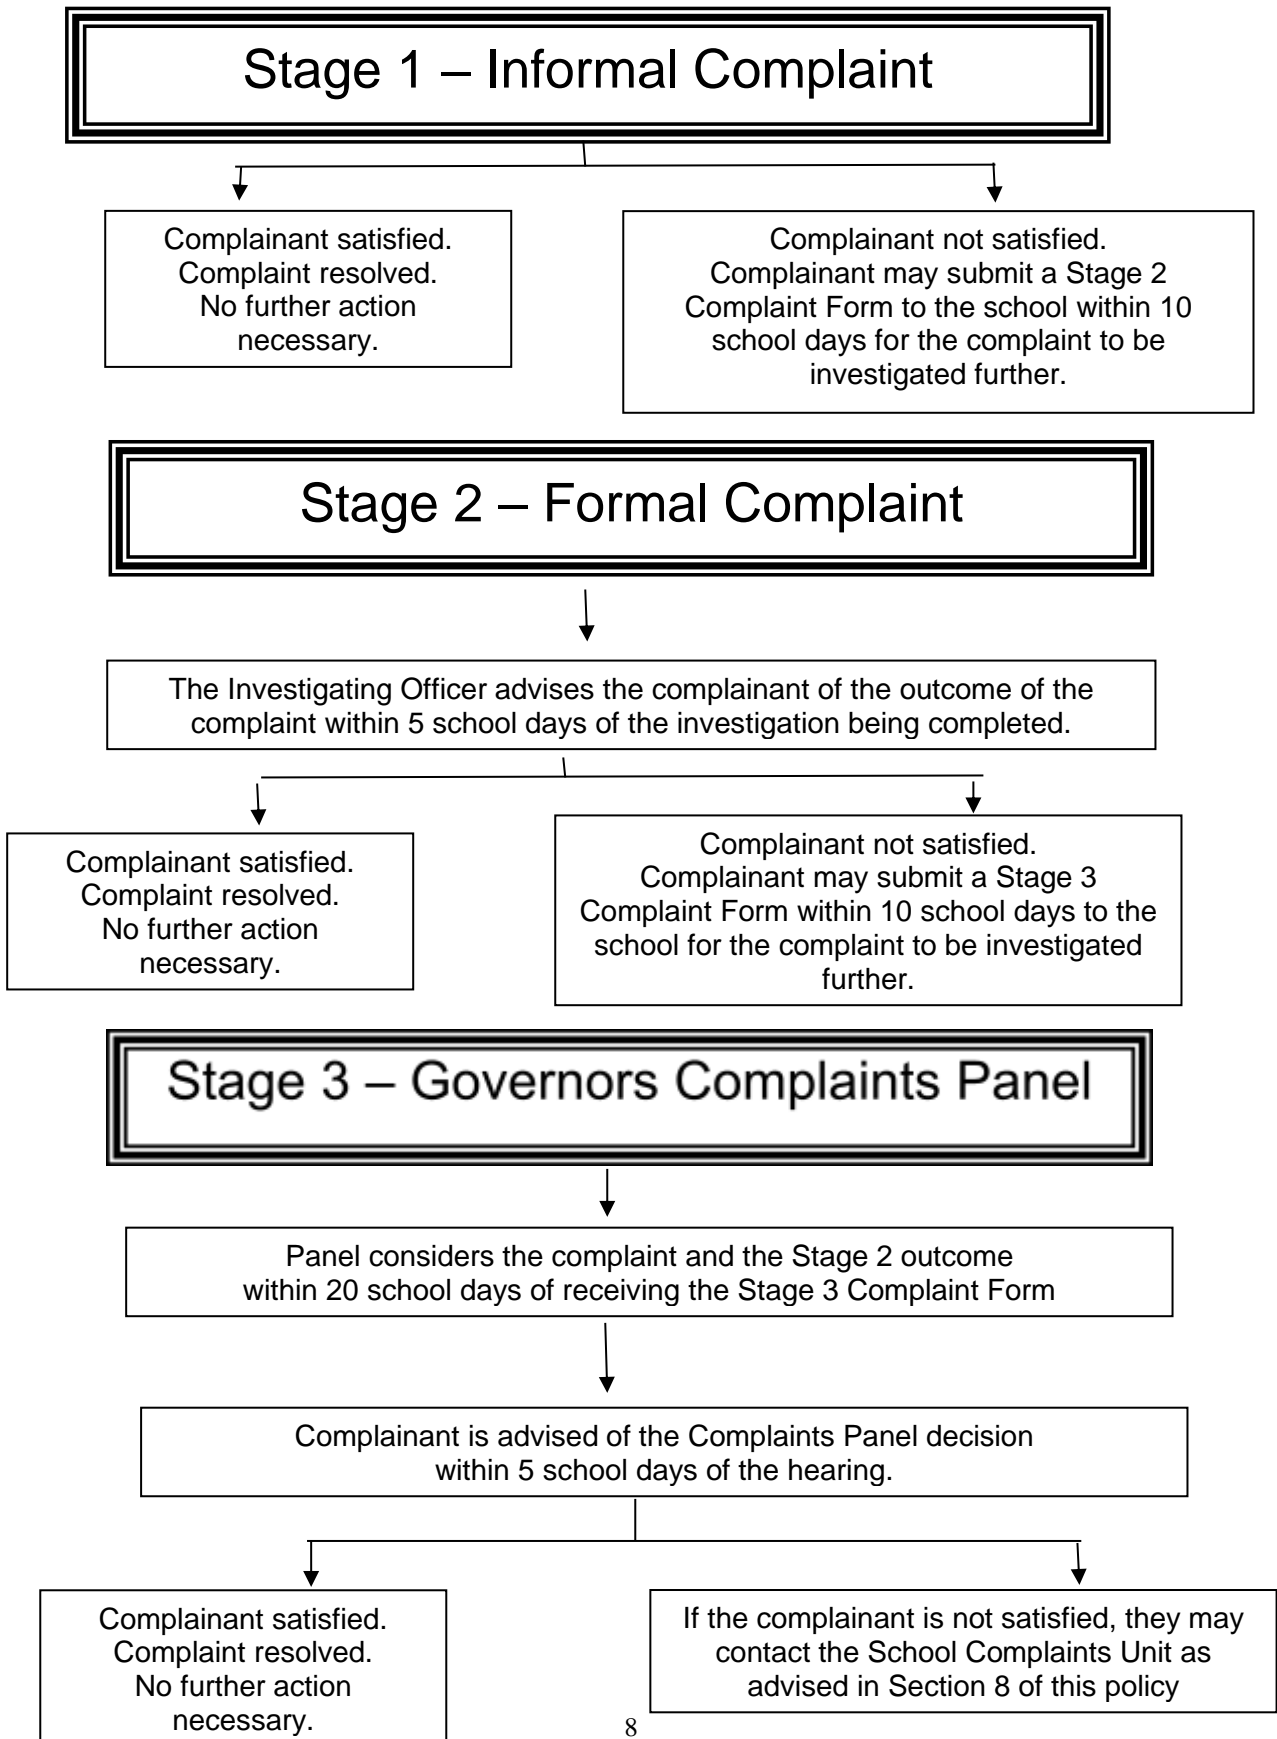 Stage 1 – Informal Complaint
Complainant satisfied.
Complaint resolved.
No further action
necessary.
Complainant not satisfied.
Complainant may submit a Stage 2
Complaint Form to the school within 10
school days for the complaint to be
investigated further.
Stage 2 – Formal Complaint
The Investigating Officer advises the complainant of the outcome of the
complaint within 5 school days of the investigation being completed.
Complainant satisfied.
Complaint resolved.
No further action
necessary.
Complainant not satisfied.
Complainant may submit a Stage 3
Complaint Form within 10 school days to the
school for the complaint to be investigated
further.
Stage 3 – Governors Complaints Panel
Panel considers the complaint and the Stage 2 outcome
within 20 school days of receiving the Stage 3 Complaint Form
Complainant is advised of the Complaints Panel decision
within 5 school days of the hearing.
Complainant satisfied.
Complaint resolved.
No further action
necessary.
If the complainant is not satisfied, they may
contact the School Complaints Unit as
advised in Section 8 of this policy
8